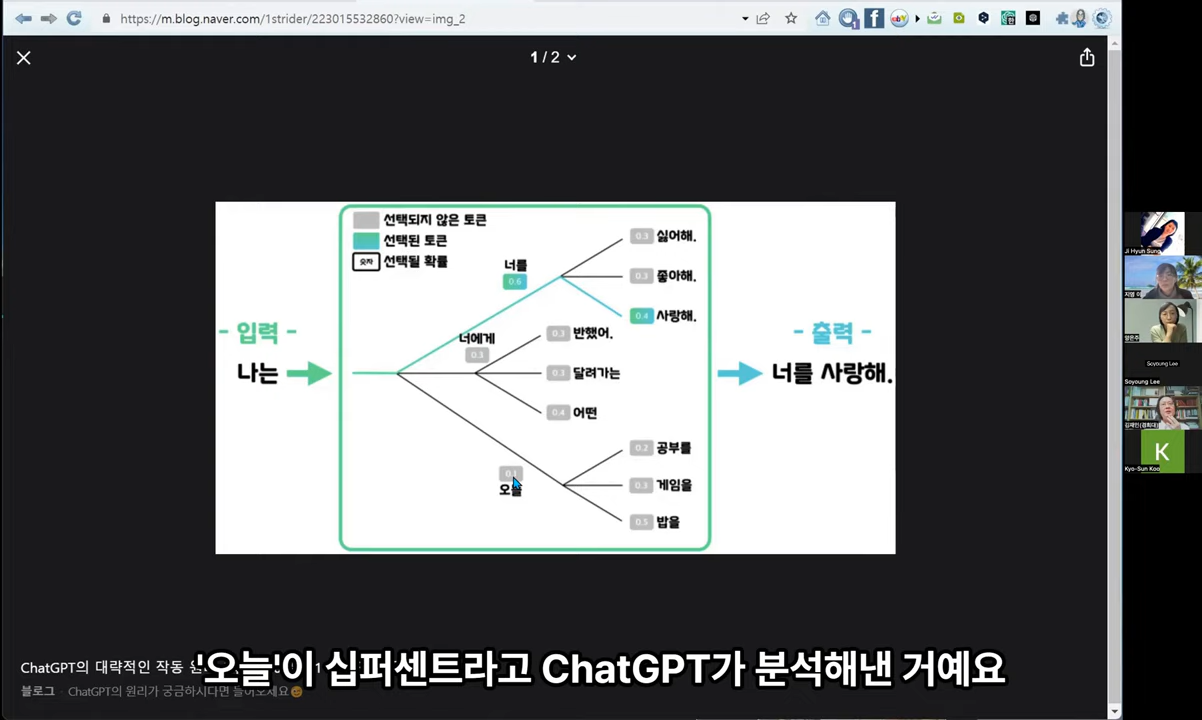 https://m.blog.naver.com/1strider/223015532860?view=img_2
1 / 2
선택되지 않은 토큰
선택된 토큰
숫자 선택될 확률
- 입력 -
나는
너를
0.6
0.3 싫어해.
0.3 좋아해.
0.4 사랑해.
너에게
0.3
0.3 반했어.
0.3 달려가는
0.4 어떤
0.1
오늘
0.2 공부를
0.3 게임을
0.5 밥을
- 출력 -
너를 사랑해.
Ji Hyun Sung
Soyoung Lee
Soyoung Lee
K
Kyo-Sun Koo
ChatGPT의 대략적인 작동 원
'오늘'이 십퍼센트라고 ChatGPT가 분석해낸 거예요
블로그 · ChatGPT의 원리가 궁금하시다면 들어오세요